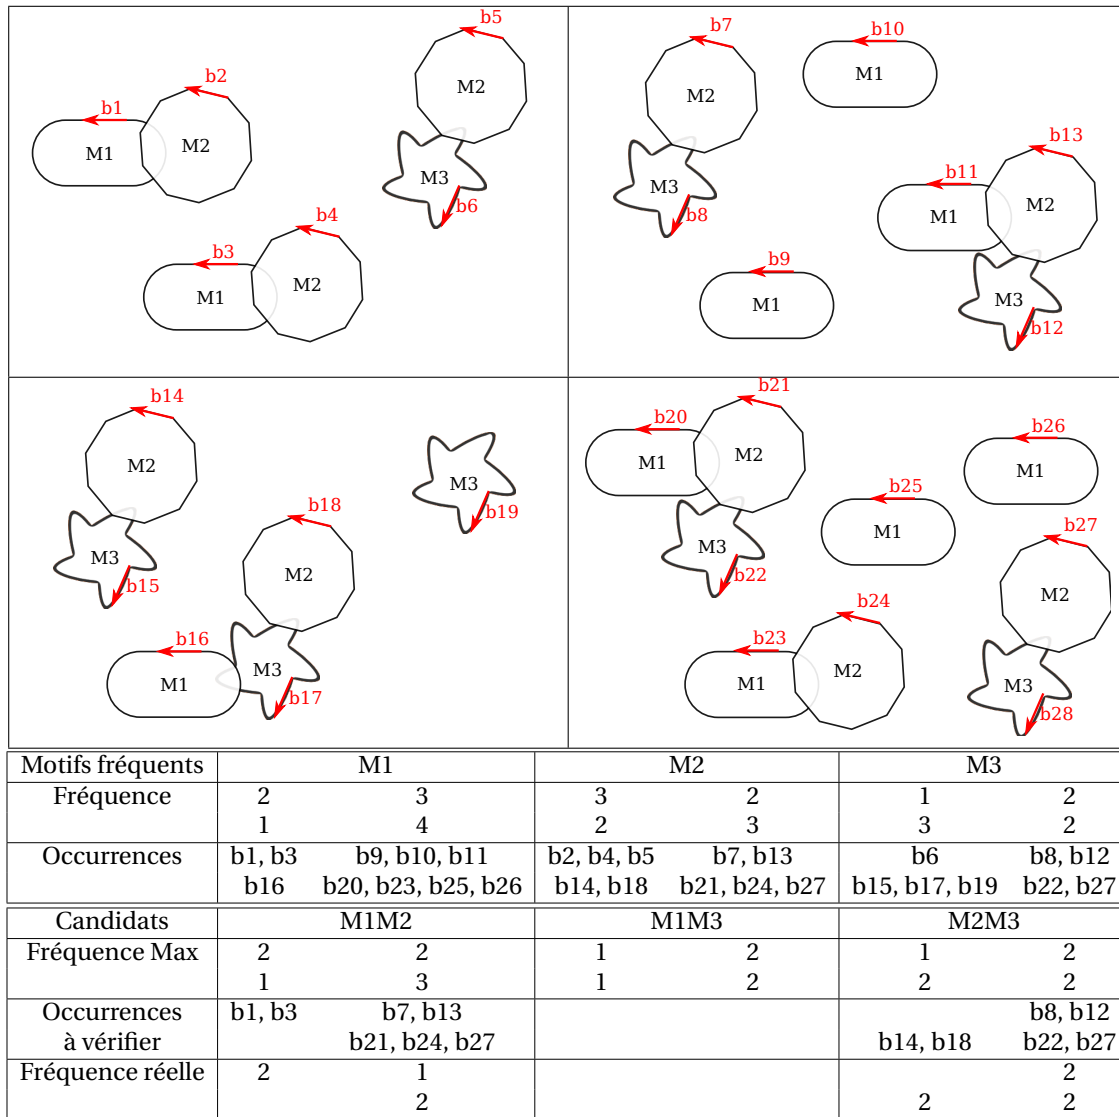 b1
M1
b2
M2
b5
M2
M3
b6
b3
M1
b4
M2
b7
M2
M3
b8
b10
M1
b11
M1
b13
M2
M3
b12
b9
M1
b14
M2
M3
b15
b18
M2
b16
M1
M3
b17
M3
b19
b20
M1
b21
M2
M3
b22
b26
M1
b25
M1
b27
M2
M3
b28
b23
M1
b24
M2
Motifs fréquents M1 M2 M3
Fréquence 2 3 3 2 1 2
1 4 2 3 3 2
Occurrences b1, b3 b9, b10, b11 b2, b4, b5 b7, b13 b6 b8, b12
b16 b20, b23, b25, b26 b14, b18 b21, b24, b27 b15, b17, b19 b22, b27
Candidats M1M2 M1M3 M2M3
Fréquence Max 2 2 1 2 1 2
1 3 1 2 2 2
Occurrences b1, b3 b7, b13 b8, b12
à vérifier b21, b24, b27 b14, b18 b22, b27
Fréquence réelle 2 1 2
2 2 2